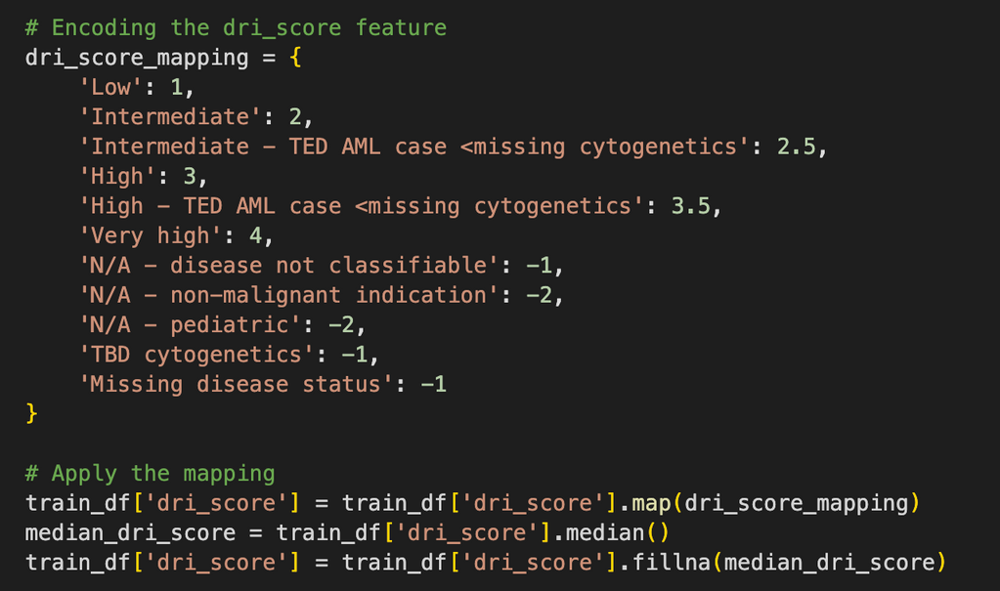 # Encoding the dri_score feature
dri_score_mapping = {
    'Low': 1,
    'Intermediate': 2,
    'Intermediate - TED AML case <missing cytogenetics': 2.5,
    'High': 3,
    'High - TED AML case <missing cytogenetics': 3.5,
    'Very high': 4,
    'N/A - disease not classifiable': -1,
    'N/A - non-malignant indication': -2,
    'N/A - pediatric': -2,
    'TBD cytogenetics': -1,
    'Missing disease status': -1
}
# Apply the mapping
train_df['dri_score'] = train_df['dri_score'].map(dri_score_mapping)
median_dri_score = train_df['dri_score'].median()
train_df['dri_score'] = train_df['dri_score'].fillna(median_dri_score)